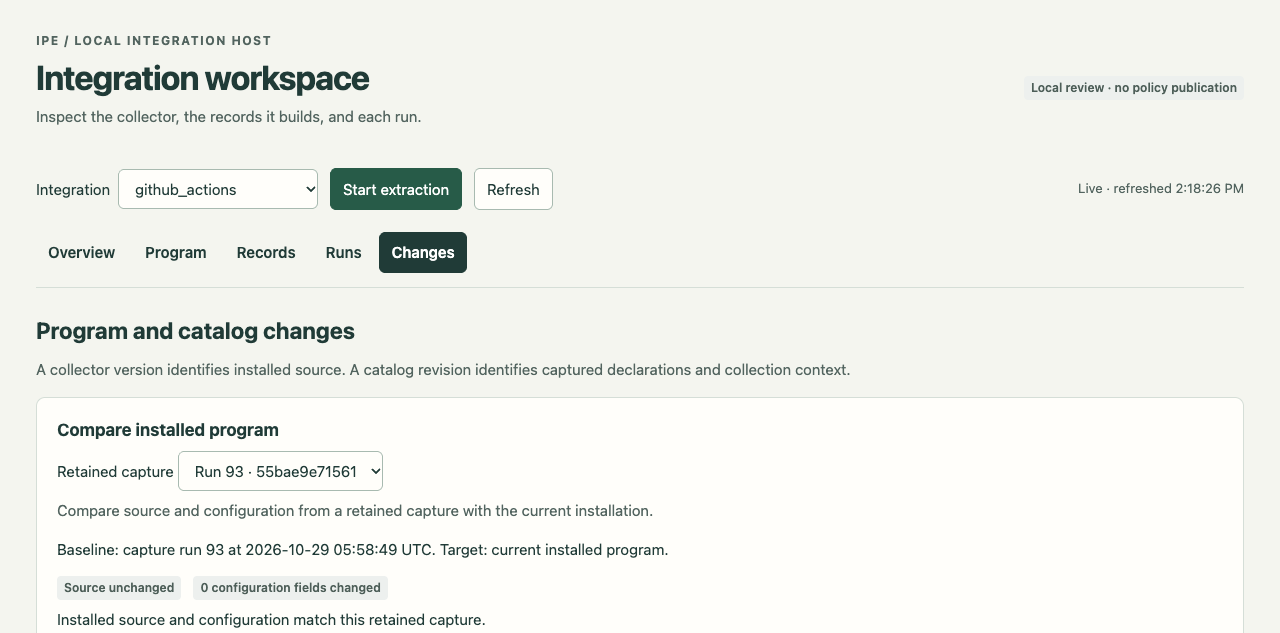 IPE / LOCAL INTEGRATION HOST
Integration workspace
Local review · no policy publication
Inspect the collector, the records it builds, and each run.
Integration
github_actions
Start extraction
Refresh
Live · refreshed 2:18:26 PM
Overview
Program
Records
Runs
Changes
Program and catalog changes
A collector version identifies installed source. A catalog revision identifies captured declarations and collection context.
Compare installed program
Retained capture
Run 93 · 55bae9e71561
Compare source and configuration from a retained capture with the current installation.
Baseline: capture run 93 at 2026-10-29 05:58:49 UTC. Target: current installed program.
Source unchanged
0 configuration fields changed
Installed source and configuration match this retained capture.